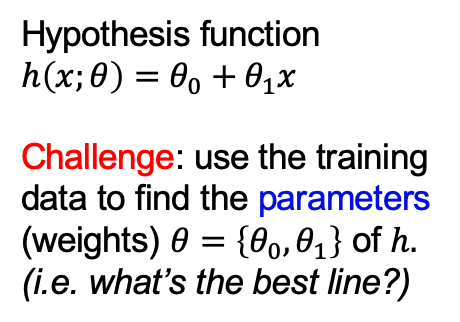 Hypothesis function
h(x; θ) = θ₀ + θ₁x
Challenge: use the training
data to find the parameters
(weights) θ = {θ₀, θ₁} of h.
(i.e. what's the best line?)